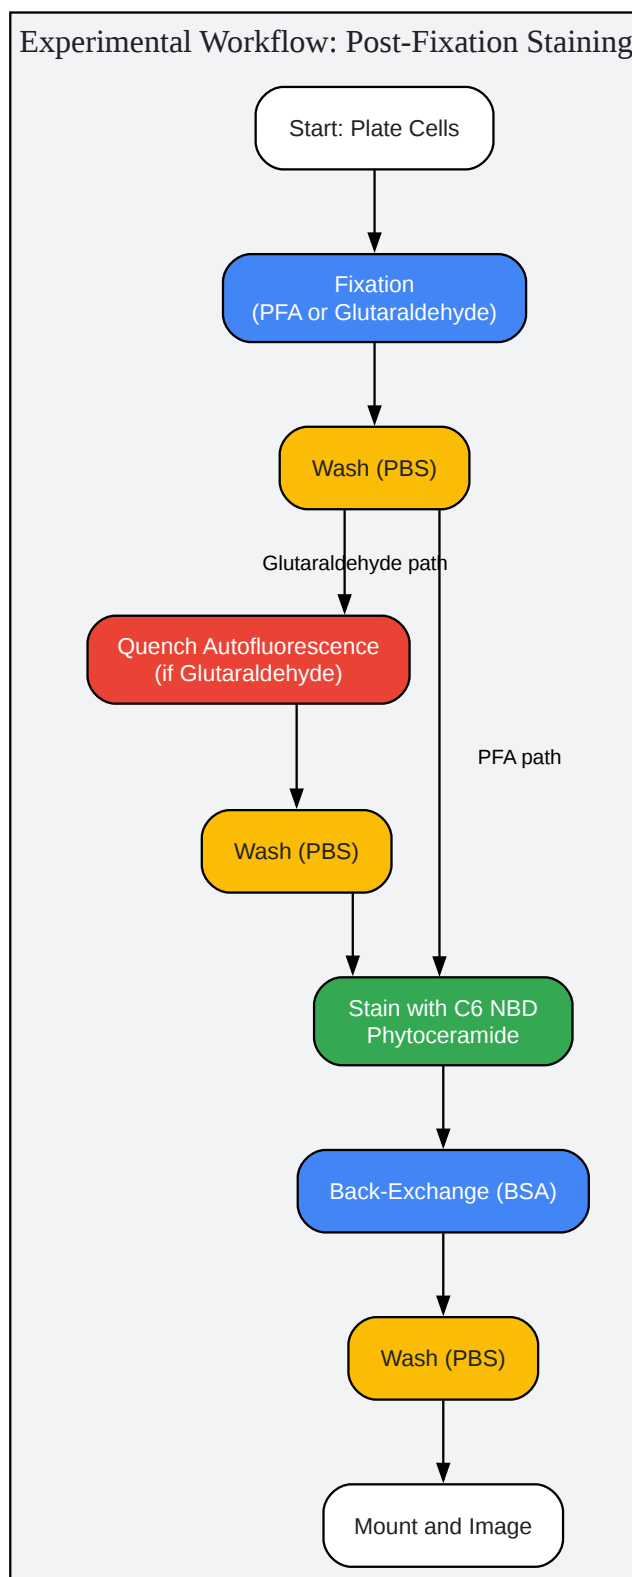 Experimental Workflow: Post-Fixation Staining
Start: Plate Cells
Fixation
(PFA or Glutaraldehyde)
Wash (PBS)
Glutaraldehyde path
Quench Autofluorescence
(if Glutaraldehyde)
PFA path
Wash (PBS)
Stain with C6 NBD
Phytoceramide
Back-Exchange (BSA)
Wash (PBS)
Mount and Image